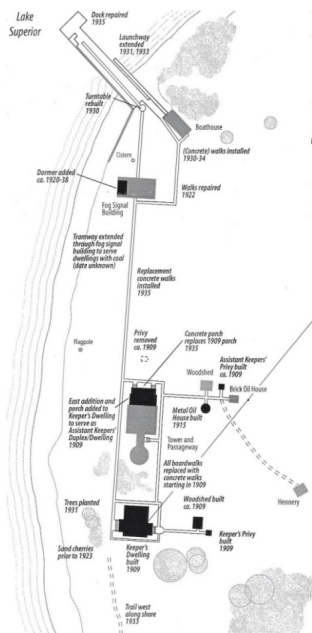 Lake
Superior
Dock repaired
1935
Launchway
extended
1931, 1933
Turntable
rebuilt
1930
Boathouse
Cistern
(Concrete) walks installed
1930-34
Dormer added
ca. 1920-38
Walks repaired
1922
Fog Signal
Building
Tramway extended
through fog signal
building to serve
dwellings with coal
(date unknown)
Replacement
concrete walks
installed
1935
Flagpole
Privy
removed
ca. 1909
Concrete porch
replaces 1909 porch
1935
Woodshed
Assistant Keepers'
Privy built
ca. 1909
Brick Oil House
East addition and
porch added to
Keeper's Dwelling
to serve as
Assistant Keepers'
Duplex/Dwelling
1909
Metal Oil
House built
1915
Tower and
Passageway
All boardwalks
replaced with
concrete walks
starting in 1909
Hennery
Trees planted
1931
Woodshed built
ca. 1909
Sand cherries
prior to 1923
Keeper's
Dwelling
built
1909
Keeper's Privy
built
1909
Trail west
along shore
1933